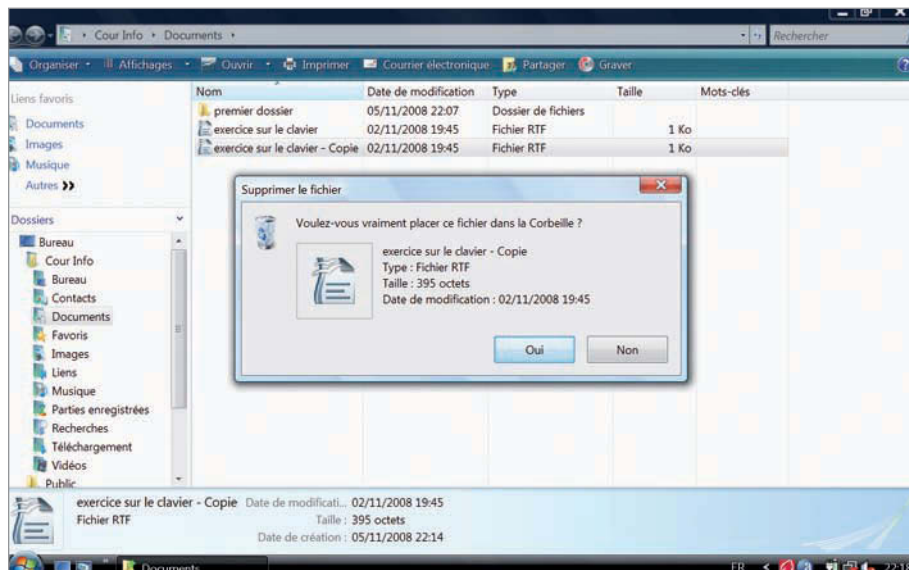 Cour Info Documents Rechercher
Organiser Affichages Ouvrir Imprimer Courrier électronique Partager Graver ?
Liens favoris
Documents
Images
Musique
Autres
Dossiers
Bureau
Cour Info
Bureau
Contacts
Documents
Favoris
Images
Liens
Musique
Parties enregistrées
Recherches
Téléchargement
Vidéos
Public
Nom Date de modification Type Taille Mots-clés
premier dossier 05/11/2008 22:07 Dossier de fichiers
exercice sur le clavier 02/11/2008 19:45 Fichier RTF 1 Ko
exercice sur le clavier - Copie 02/11/2008 19:45 Fichier RTF 1 Ko
Supprimer le fichier
Voulez-vous vraiment placer ce fichier dans la Corbeille ?
exercice sur le clavier - Copie
Type : Fichier RTF
Taille : 395 octets
Date de modification : 02/11/2008 19:45
Oui Non
exercice sur le clavier - Copie Date de modificati... 02/11/2008 19:45
Fichier RTF Taille : 395 octets
Date de création : 05/11/2008 22:14
Documents FR 22:18